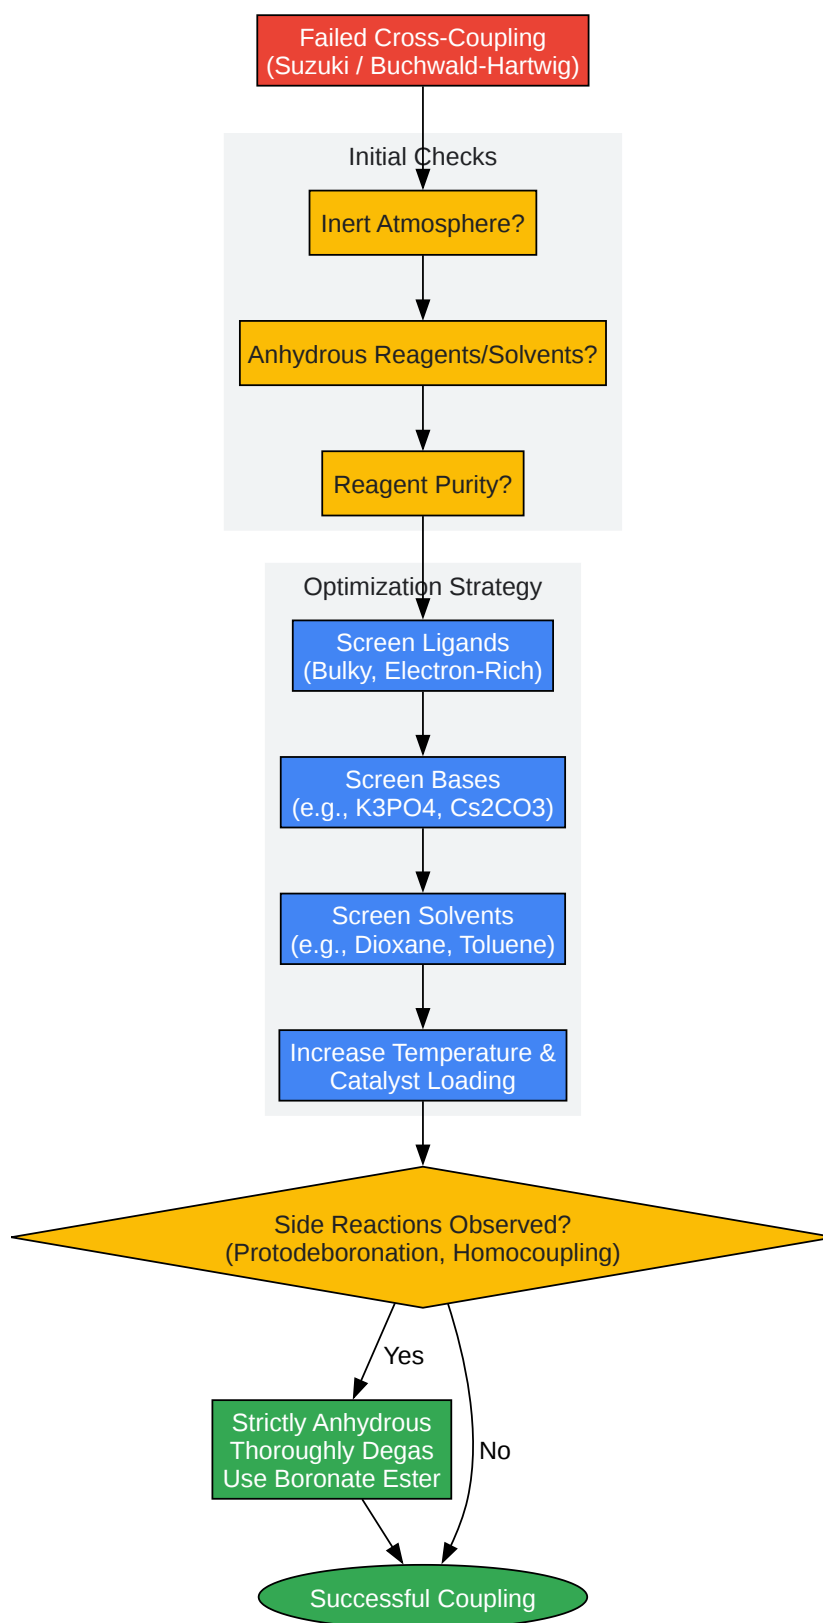 Failed Cross-Coupling
(Suzuki / Buchwald-Hartwig)
Initial Checks
Inert Atmosphere?
Anhydrous Reagents/Solvents?
Reagent Purity?
Optimization Strategy
Screen Ligands
(Bulky, Electron-Rich)
Screen Bases
(e.g., K3PO4, Cs2CO3)
Screen Solvents
(e.g., Dioxane, Toluene)
Increase Temperature &
Catalyst Loading
Side Reactions Observed?
(Protodeboronation, Homocoupling)
Yes
Strictly Anhydrous
Thoroughly Degas
Use Boronate Ester
No
Successful Coupling